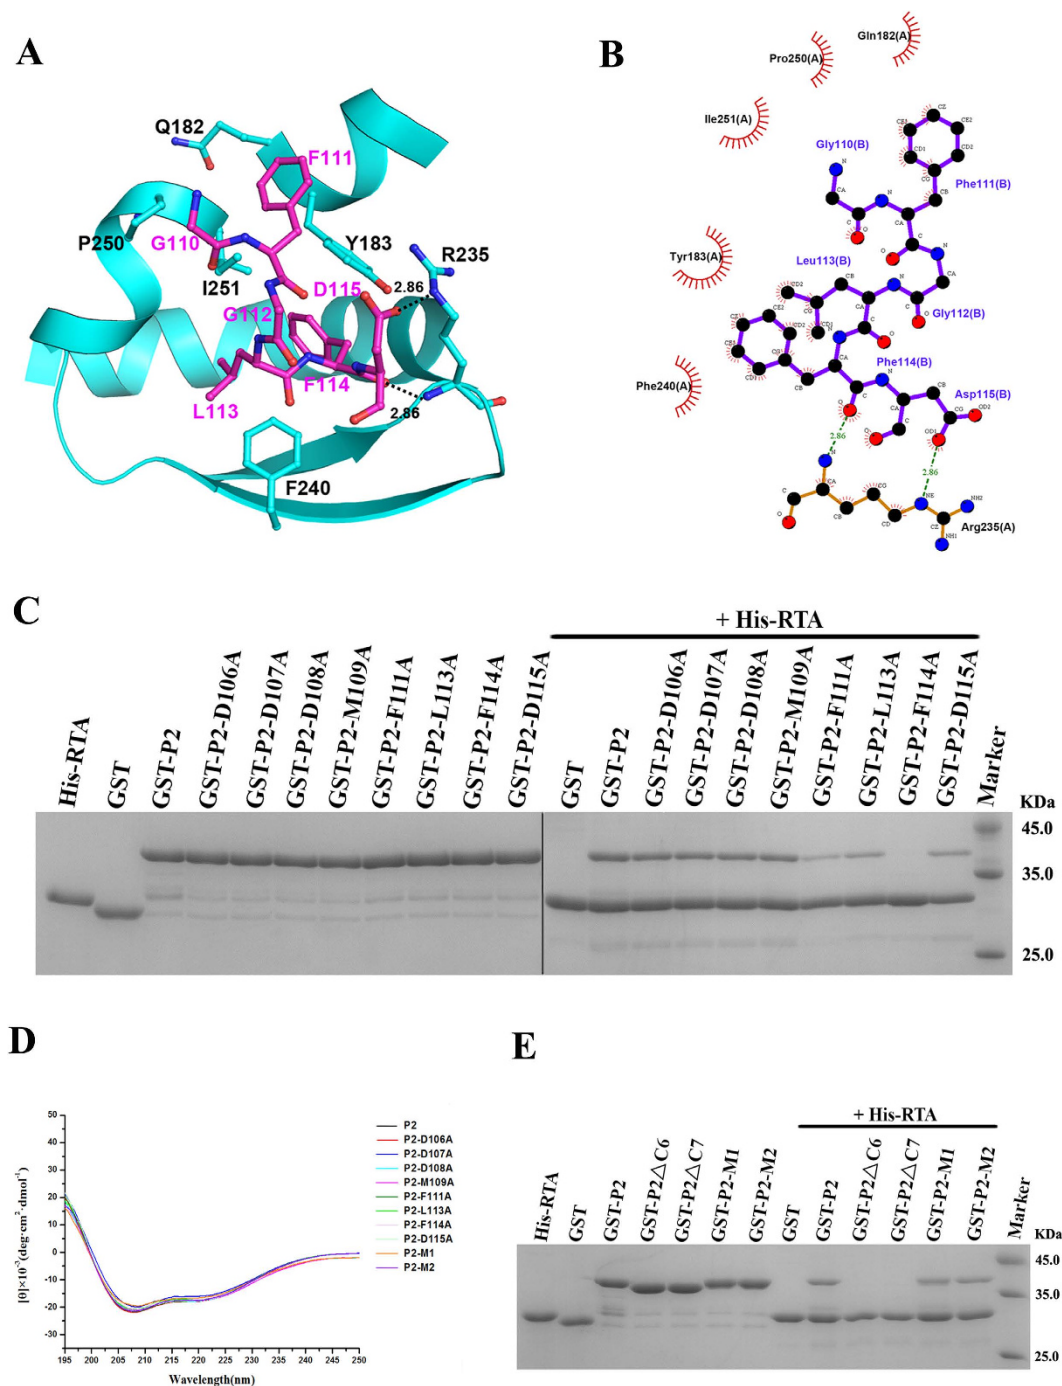 A
Q182
F111
P250
G110
Y183
R235
I251
D115
2.86
G112
F114
L113
2.86
F240
B
Gln182(A)
Pro250(A)
Ile251(A)
Gly110(B)
Phe111(B)
Tyr183(A)
Leu113(B)
Gly112(B)
Phe114(B)
Phe240(A)
Asp115(B)
2.86
2.86
Arg235(A)
C
+ His-RTA
His-RTA
GST
GST-P2
GST-P2-D106A
GST-P2-D107A
GST-P2-D108A
GST-P2-M109A
GST-P2-F111A
GST-P2-L113A
GST-P2-F114A
GST-P2-D115A
GST
GST-P2
GST-P2-D106A
GST-P2-D107A
GST-P2-D108A
GST-P2-M109A
GST-P2-F111A
GST-P2-L113A
GST-P2-F114A
GST-P2-D115A
Marker
KDa
45.0
35.0
25.0
D
[θ]×10⁻³(deg·cm²·dmol⁻¹)
50
40
30
20
10
0
-10
-20
-30
195 200 205 210 215 220 225 230 235 240 245 250
Wavelength(nm)
P2
P2-D106A
P2-D107A
P2-D108A
P2-M109A
P2-F111A
P2-L113A
P2-F114A
P2-D115A
P2-M1
P2-M2
E
+ His-RTA
His-RTA
GST
GST-P2
GST-P2△C6
GST-P2△C7
GST-P2-M1
GST-P2-M2
GST
GST-P2
GST-P2△C6
GST-P2△C7
GST-P2-M1
GST-P2-M2
Marker
KDa
45.0
35.0
25.0